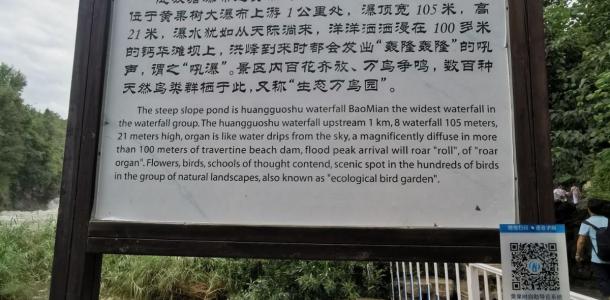 位于黄果树大瀑布上游1公里处，瀑顶宽105米，高
21米，瀑水犹如从天际淌来，洋洋洒洒漫在100多米
的钙华滩坝上，洪峰到来时都会发出“轰隆轰隆”的吼
声，谓之“吼瀑”。景区内百花齐放、万鸟争鸣，数百种
天然鸟类群栖于此，又称“生态万鸟园”。
The steep slope pond is huangguoshu waterfall BaoMian the widest waterfall in
the waterfall group. The huangguoshu waterfall upstream 1 km, 8 waterfall 105 meters,
21 meters high, organ is like water drips from the sky, a magnificently diffuse in more
than 100 meters of travertine beach dam, flood peak arrival will roar "roll", of "roar
organ". Flowers, birds, schools of thought contend, scenic spot in the hundreds of birds
in the group of natural landscapes, also known as "ecological bird garden".